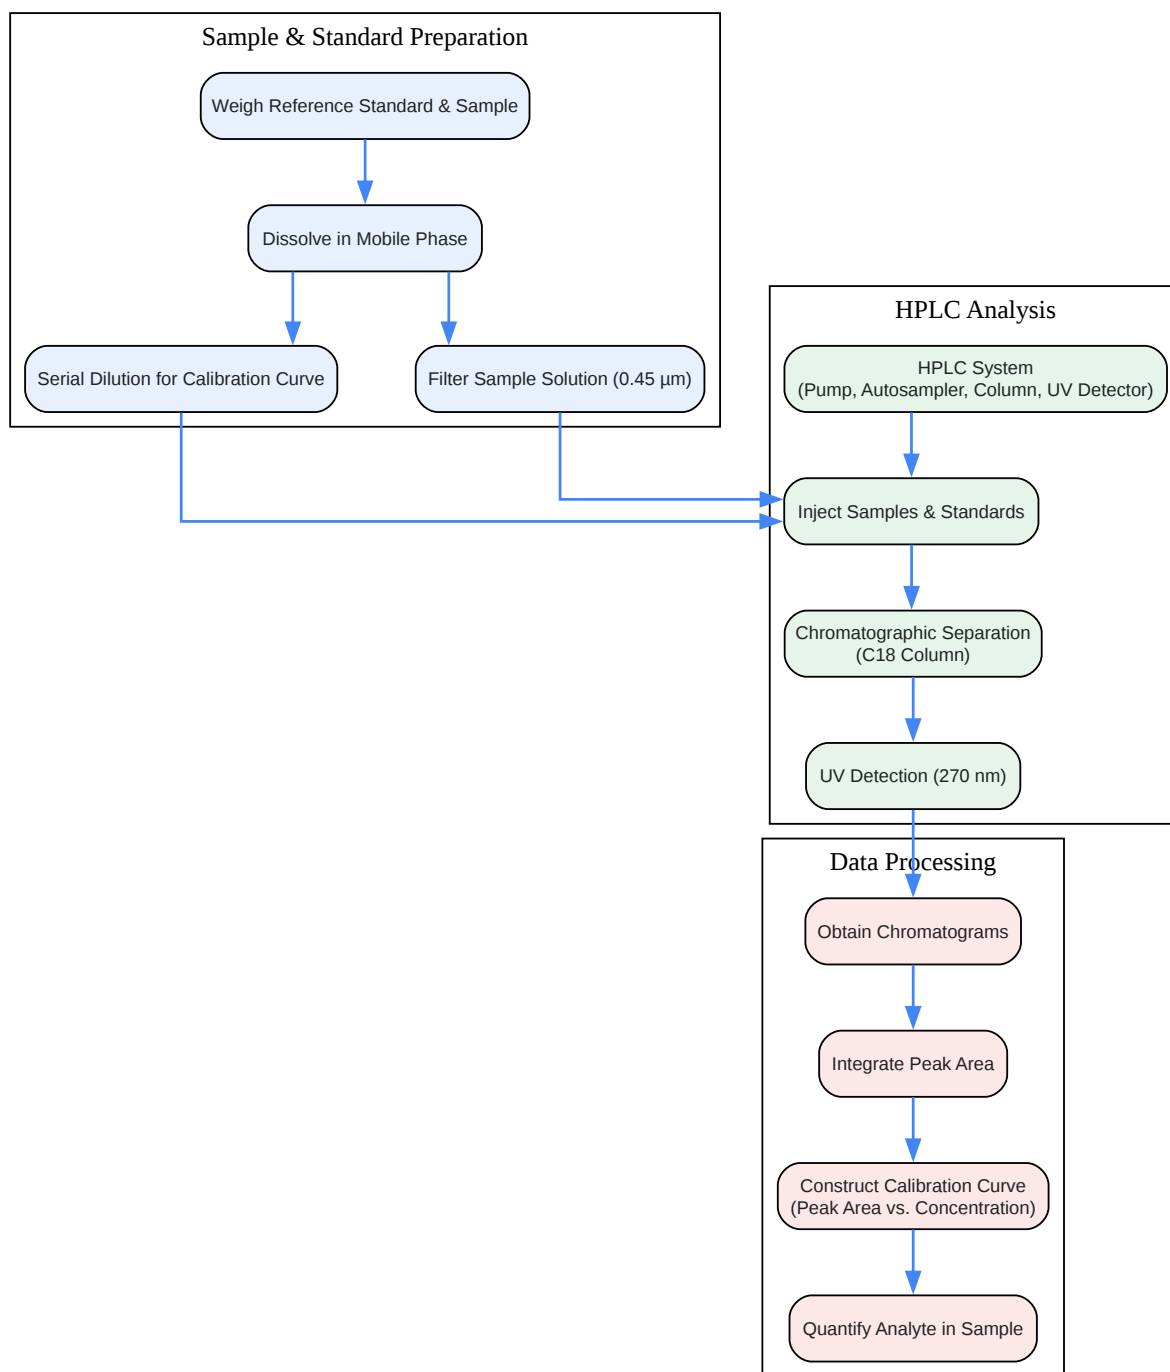 Sample & Standard Preparation
Weigh Reference Standard & Sample
Dissolve in Mobile Phase
Serial Dilution for Calibration Curve
Filter Sample Solution (0.45 µm)
HPLC Analysis
HPLC System
(Pump, Autosampler, Column, UV Detector)
Inject Samples & Standards
Chromatographic Separation
(C18 Column)
UV Detection (270 nm)
Data Processing
Obtain Chromatograms
Integrate Peak Area
Construct Calibration Curve
(Peak Area vs. Concentration)
Quantify Analyte in Sample